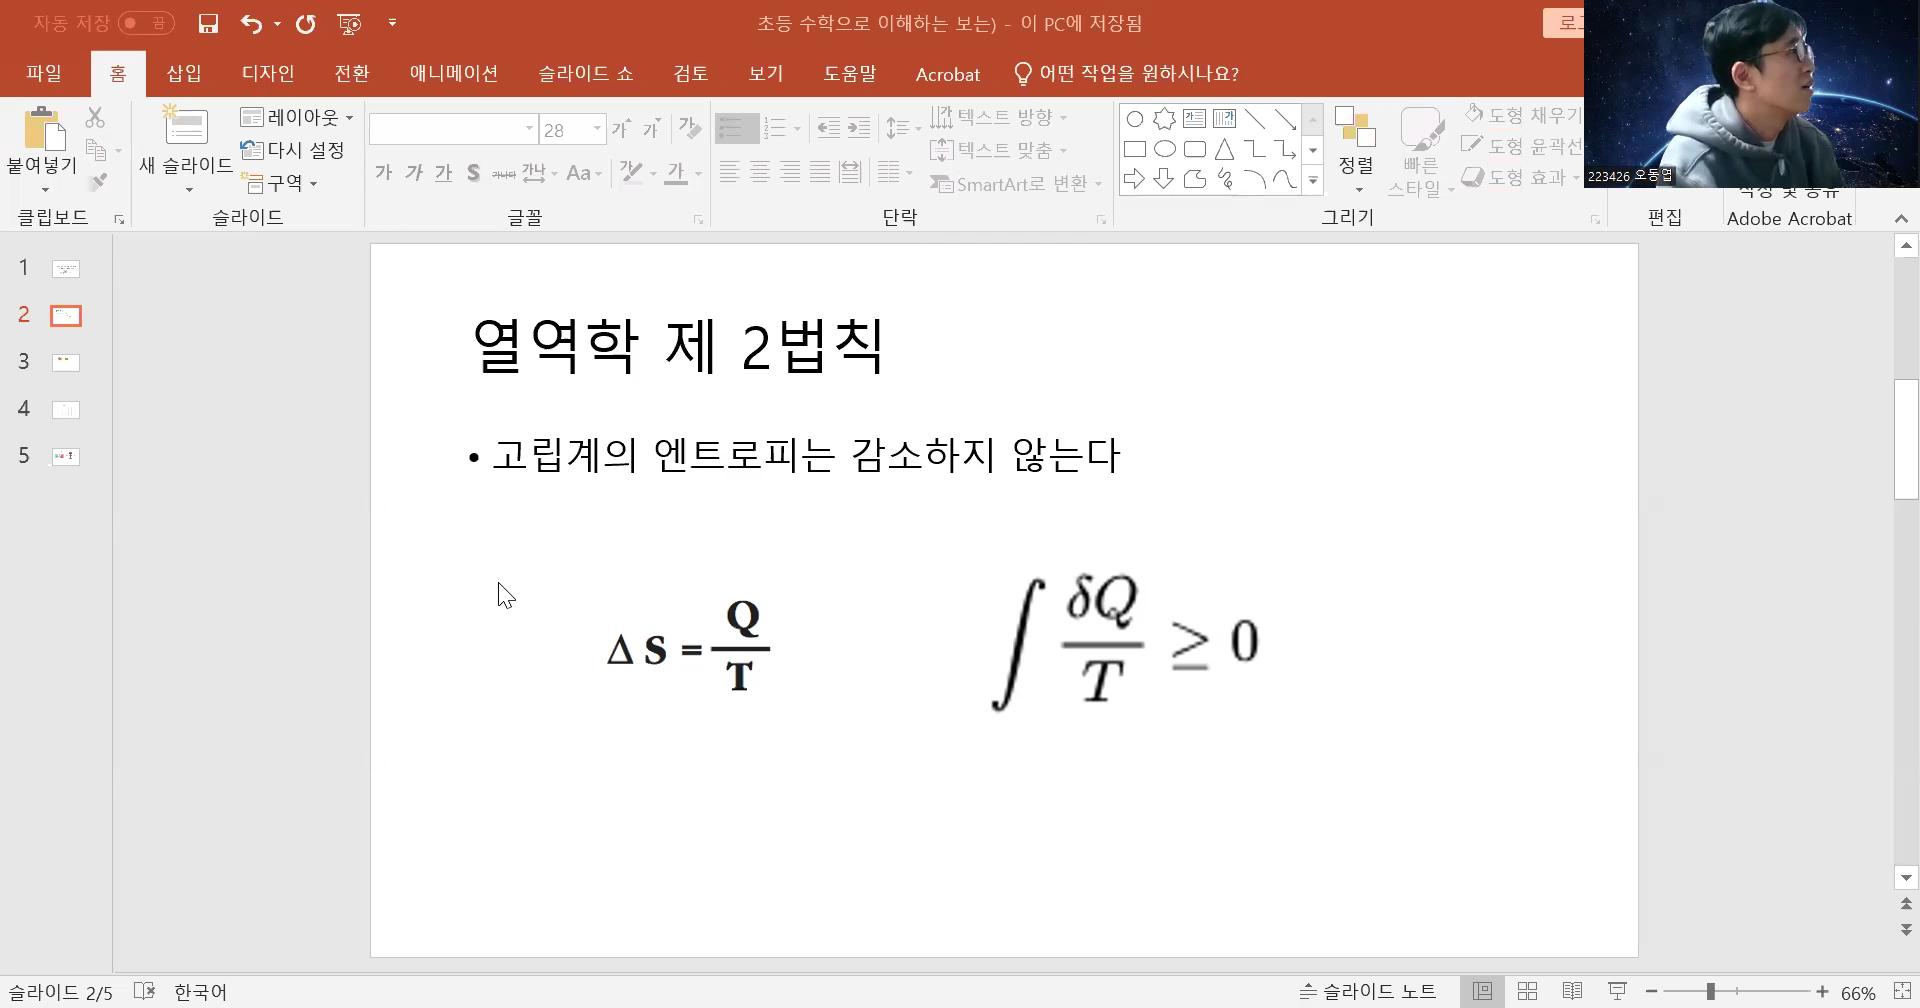 자동 저장 끔
초등 수학으로 이해하는 보는) - 이 PC에 저장됨
파일 홈 삽입 디자인 전환 애니메이션 슬라이드 쇼 검토 보기 도움말 Acrobat 어떤 작업을 원하시나요?
붙여넣기
새 슬라이드
레이아웃
다시 설정
구역
28
가 가 가 S 가나다 간나 Aa 가
텍스트 방향
텍스트 맞춤
SmartArt로 변환
정렬
빠른
스타일
도형 채우기
도형 윤곽선
도형 효과
223426 오동엽
클립보드 슬라이드 글꼴 단락 그리기 편집 Adobe Acrobat
1
2
3
4
5
열역학 제 2법칙
• 고립계의 엔트로피는 감소하지 않는다
Δ S = Q/T
∫ δQ/T ≥ 0
슬라이드 2/5 한국어 슬라이드 노트 66%